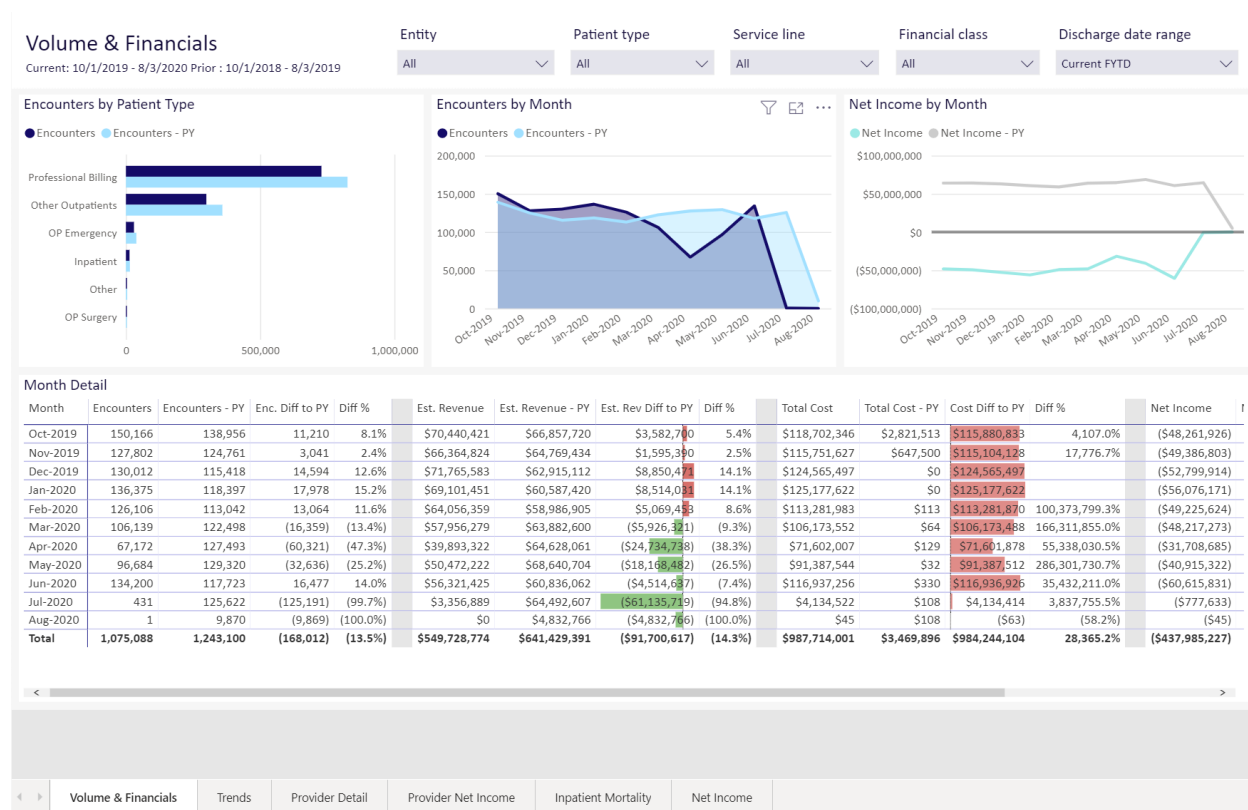 Volume & Financials
Current: 10/1/2019 - 8/3/2020 Prior : 10/1/2018 - 8/3/2019
Entity Patient type Service line Financial class Discharge date range
All All All All Current FYTD
Encounters by Patient Type
Encounters Encounters - PY
Professional Billing
Other Outpatients
OP Emergency
Inpatient
Other
OP Surgery
0 500,000 1,000,000
Encounters by Month
Encounters Encounters - PY
200,000
150,000
100,000
50,000
0
Oct-2019 Nov-2019 Dec-2019 Jan-2020 Feb-2020 Mar-2020 Apr-2020 May-2020 Jun-2020 Jul-2020 Aug-2020
Net Income by Month
Net Income Net Income - PY
$100,000,000
$50,000,000
$0
($50,000,000)
($100,000,000)
Oct-2019 Nov-2019 Dec-2019 Jan-2020 Feb-2020 Mar-2020 Apr-2020 May-2020 Jun-2020 Jul-2020 Aug-2020
Month Detail
Month Encounters Encounters - PY Enc. Diff to PY Diff % Est. Revenue Est. Revenue - PY Est. Rev Diff to PY Diff % Total Cost Total Cost - PY Cost Diff to PY Diff % Net Income
Oct-2019 150,166 138,956 11,210 8.1% $70,440,421 $66,857,720 $3,582,700 5.4% $118,702,346 $2,821,513 $115,880,833 4,107.0% ($48,261,926)
Nov-2019 127,802 124,761 3,041 2.4% $66,364,824 $64,769,434 $1,595,390 2.5% $115,751,627 $647,500 $115,104,128 17,776.7% ($49,386,803)
Dec-2019 130,012 115,418 14,594 12.6% $71,765,583 $62,915,112 $8,850,471 14.1% $124,565,497 $0 $124,565,497 ($52,799,914)
Jan-2020 136,375 118,397 17,978 15.2% $69,101,451 $60,587,420 $8,514,031 14.1% $125,177,622 $0 $125,177,622 ($56,076,171)
Feb-2020 126,106 113,042 13,064 11.6% $64,056,359 $58,986,905 $5,069,453 8.6% $113,281,983 $113 $113,281,870 100,373,799.3% ($49,225,624)
Mar-2020 106,139 122,498 (16,359) (13.4%) $57,956,279 $63,882,600 ($5,926,321) (9.3%) $106,173,552 $64 $106,173,488 166,311,855.0% ($48,217,273)
Apr-2020 67,172 127,493 (60,321) (47.3%) $39,893,322 $64,628,061 ($24,734,738) (38.3%) $71,602,007 $129 $71,601,878 55,338,030.5% ($31,708,685)
May-2020 96,684 129,320 (32,636) (25.2%) $50,472,222 $68,640,704 ($18,168,482) (26.5%) $91,387,544 $32 $91,387,512 286,301,730.7% ($40,915,322)
Jun-2020 134,200 117,723 16,477 14.0% $56,321,425 $60,836,062 ($4,514,637) (7.4%) $116,937,256 $330 $116,936,926 35,432,211.0% ($60,615,831)
Jul-2020 431 125,622 (125,191) (99.7%) $3,356,889 $64,492,607 ($61,135,719) (94.8%) $4,134,522 $108 $4,134,414 3,837,755.5% ($777,633)
Aug-2020 1 9,870 (9,869) (100.0%) $0 $4,832,766 ($4,832,766) (100.0%) $45 $108 ($63) (58.2%) ($45)
Total 1,075,088 1,243,100 (168,012) (13.5%) $549,728,774 $641,429,391 ($91,700,617) (14.3%) $987,714,001 $3,469,896 $984,244,104 28,365.2% ($437,985,227)
Volume & Financials Trends Provider Detail Provider Net Income Inpatient Mortality Net Income